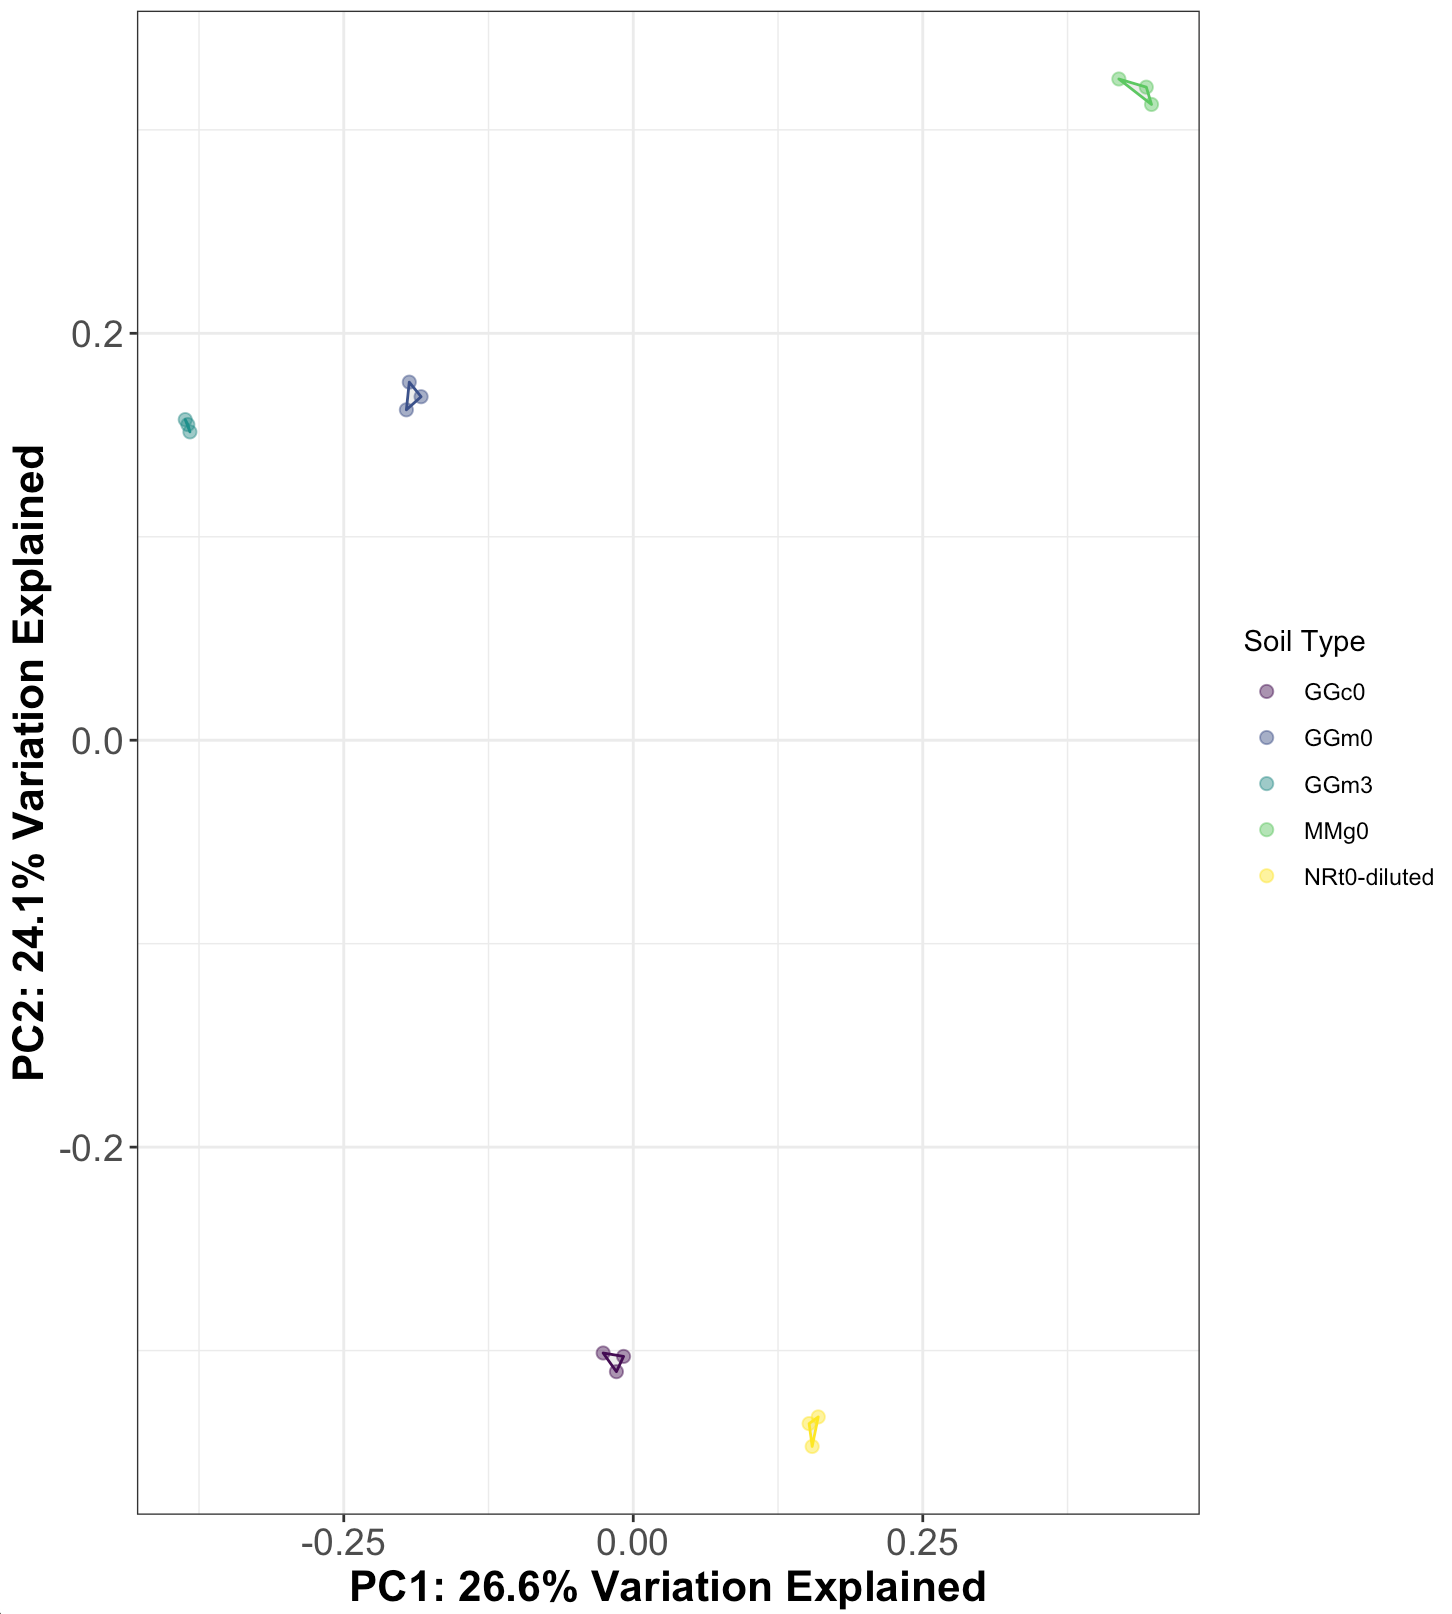 PC2: 24.1% Variation Explained
0.2
0.0
-0.2
-0.25
0.00
0.25
PC1: 26.6% Variation Explained
Soil Type
GGc0
GGm0
GGm3
MMg0
NRt0-diluted